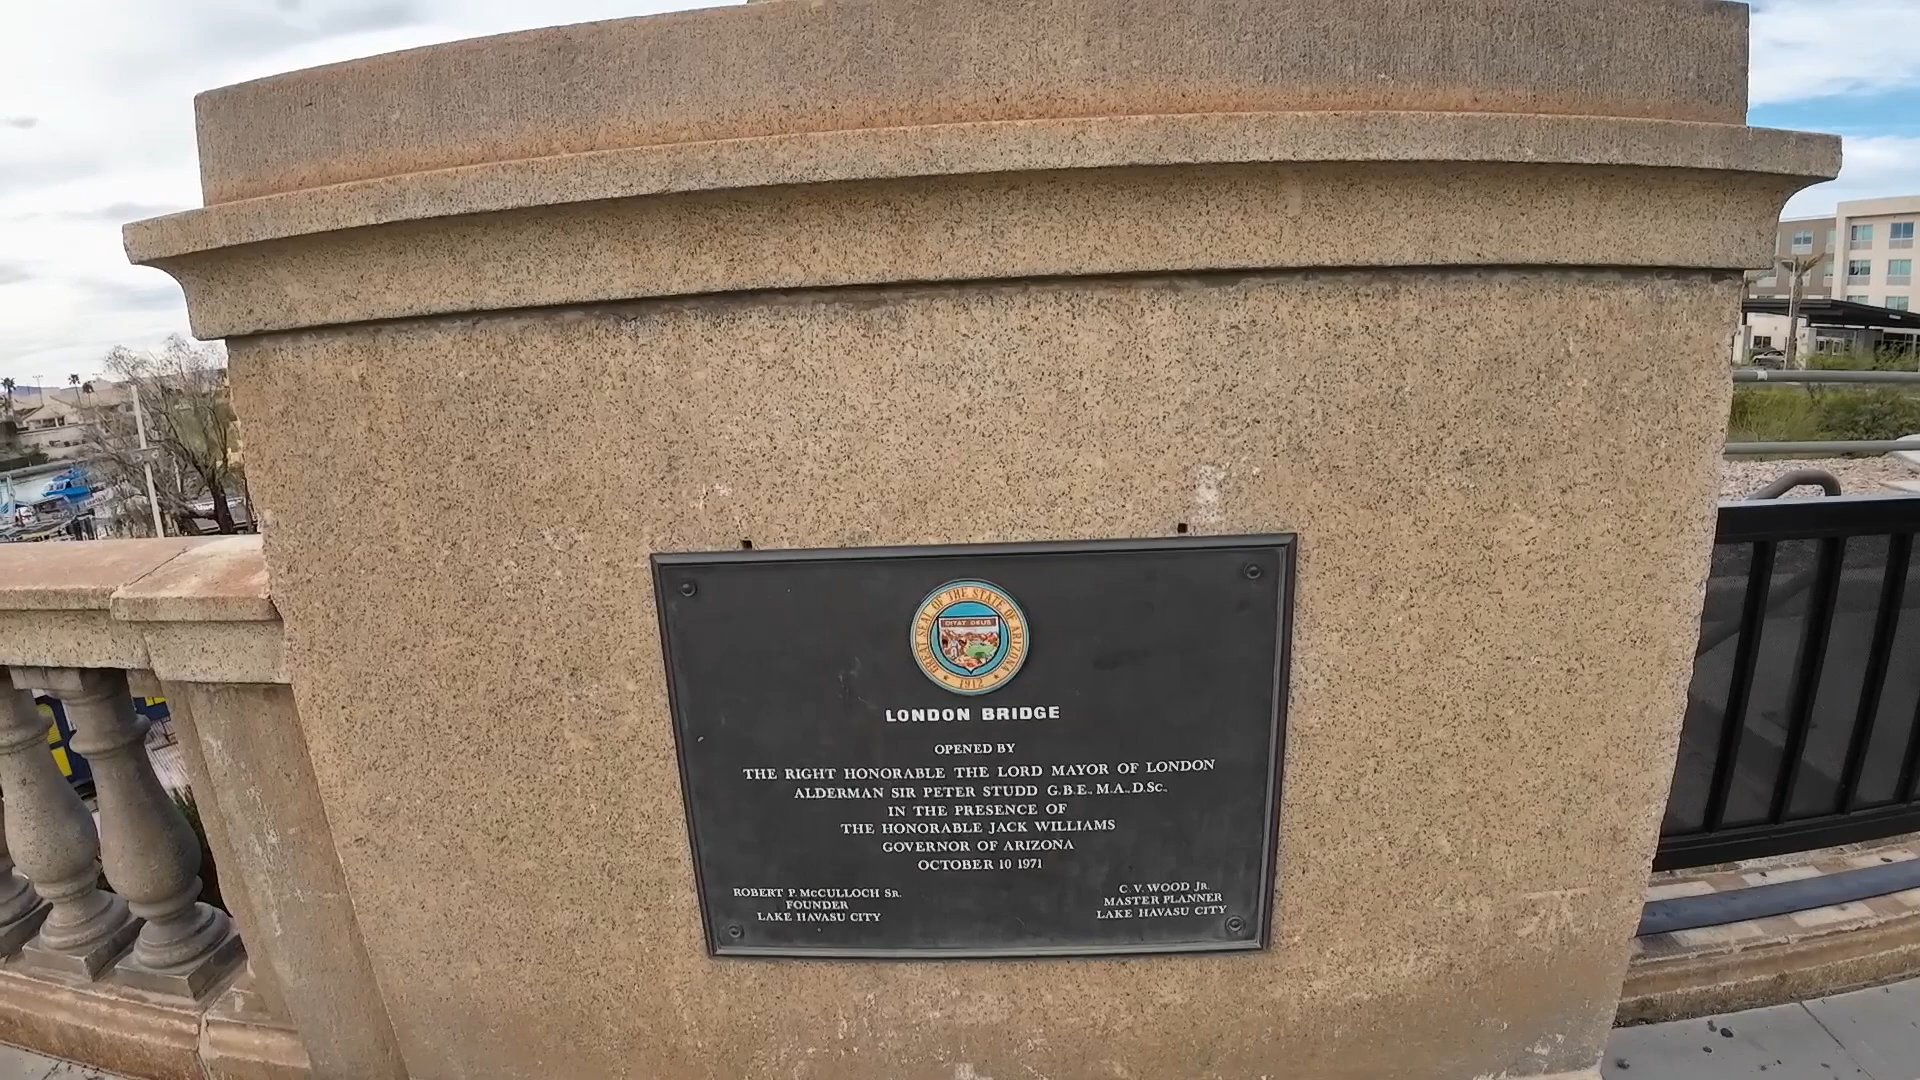 GREAT SEAL OF THE STATE OF ARIZONA
DITAT DEUS
1912
LONDON BRIDGE
OPENED BY
THE RIGHT HONORABLE THE LORD MAYOR OF LONDON
ALDERMAN SIR PETER STUDD G.B.E., M.A., D.Sc.,
IN THE PRESENCE OF
THE HONORABLE JACK WILLIAMS
GOVERNOR OF ARIZONA
OCTOBER 10 1971
ROBERT P. McCULLOCH Sr.
FOUNDER
LAKE HAVASU CITY
C. V. WOOD Jr.
MASTER PLANNER
LAKE HAVASU CITY